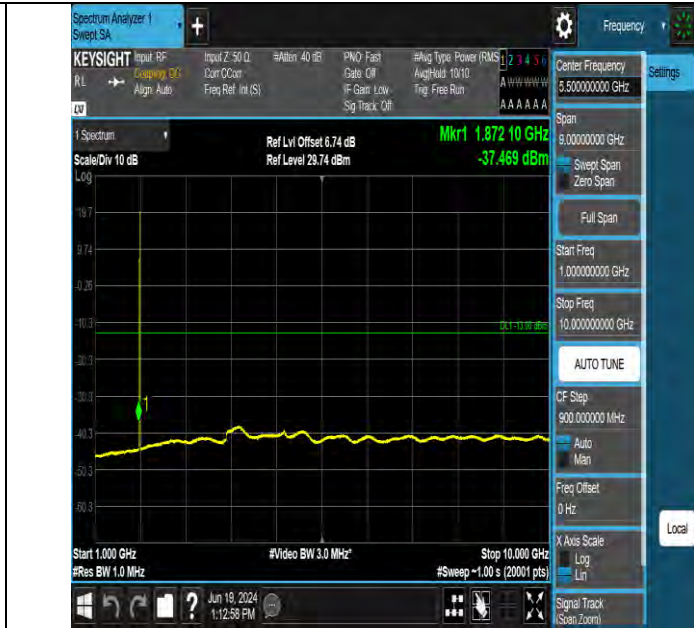 Spectrum Analyzer 1
Swept SA
+
Frequency
KEYSIGHT
RL
Input: RF
Coupling: DC
Align: Auto
Input Z: 50 Ω
Corr CCorr
Freq Ref: Int (S)
#Atten: 40 dB
PNO: Fast
Gate: Off
IF Gain: Low
Sig Track: Off
#Avg Type: Power (RMS
Avg|Hold: 10/10
Trig: Free Run
1 2 3 4 5 6
A W W W W W
A A A A A A
LXI
1 Spectrum
Scale/Div 10 dB
Log
Ref Lvl Offset 6.74 dB
Ref Level 29.74 dBm
Mkr1 1.872 10 GHz
-37.469 dBm
19.7
9.74
-0.26
-10.3
DL1 -13.00 dBm
-30.3
1
-40.3
-50.3
-60.3
Start 1.000 GHz
#Res BW 1.0 MHz
#Video BW 3.0 MHz*
Stop 10.000 GHz
#Sweep ~1.00 s (20001 pts)
?
Jun 19, 2024
1:12:58 PM
Center Frequency
5.500000000 GHz
Settings
Span
9.00000000 GHz
Swept Span
Zero Span
Full Span
Start Freq
1.000000000 GHz
Stop Freq
10.000000000 GHz
AUTO TUNE
CF Step
900.000000 MHz
Auto
Man
Freq Offset
0 Hz
X Axis Scale
Log
Lin
Local
Signal Track
(Span Zoom)